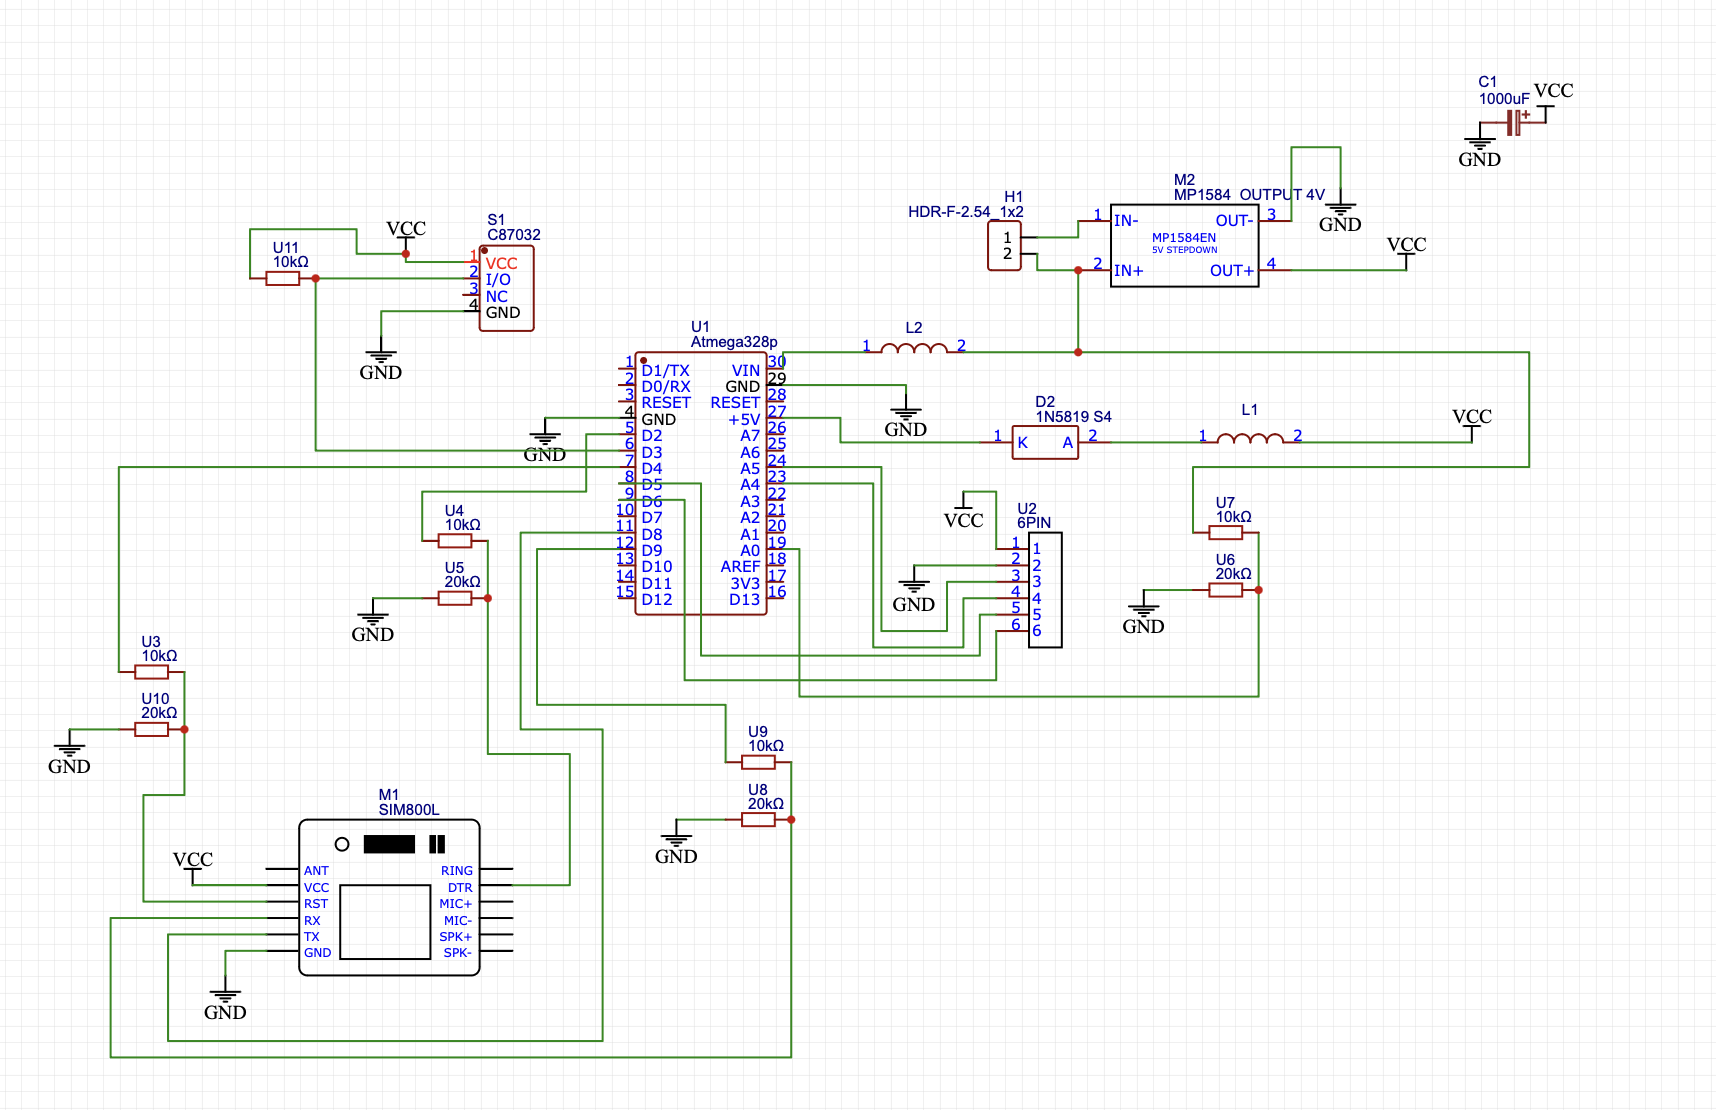 C1
1000uF
VCC
GND
M2
MP1584 OUTPUT 4V
H1
HDR-F-2.54_1x2
1
2
1
IN-
OUT-
3
MP1584EN
5V STEPDOWN
2
IN+
OUT+
4
GND
VCC
VCC
S1
C87032
U11
10kΩ
1
VCC
2
I/O
3
NC
4
GND
GND
U1
Atmega328p
1
D1/TX
VIN
30
2
D0/RX
GND
29
3
RESET
RESET
28
4
GND
+5V
27
5
D2
A7
26
6
D3
A6
25
7
D4
A5
24
8
D5
A4
23
9
D6
A3
22
10
D7
A2
21
11
D8
A1
20
12
D9
A0
19
13
D10
AREF
18
14
D11
3V3
17
15
D12
D13
16
GND
L2
1
2
GND
D2
1N5819 S4
1
K
A
2
L1
1
2
VCC
U4
10kΩ
U5
20kΩ
GND
VCC
GND
U2
6PIN
1
1
2
2
3
3
4
4
5
5
6
6
U7
10kΩ
U6
20kΩ
GND
U3
10kΩ
U10
20kΩ
GND
U9
10kΩ
U8
20kΩ
GND
M1
SIM800L
VCC
ANT
RING
VCC
DTR
RST
MIC+
RX
MIC-
TX
SPK+
GND
SPK-
GND